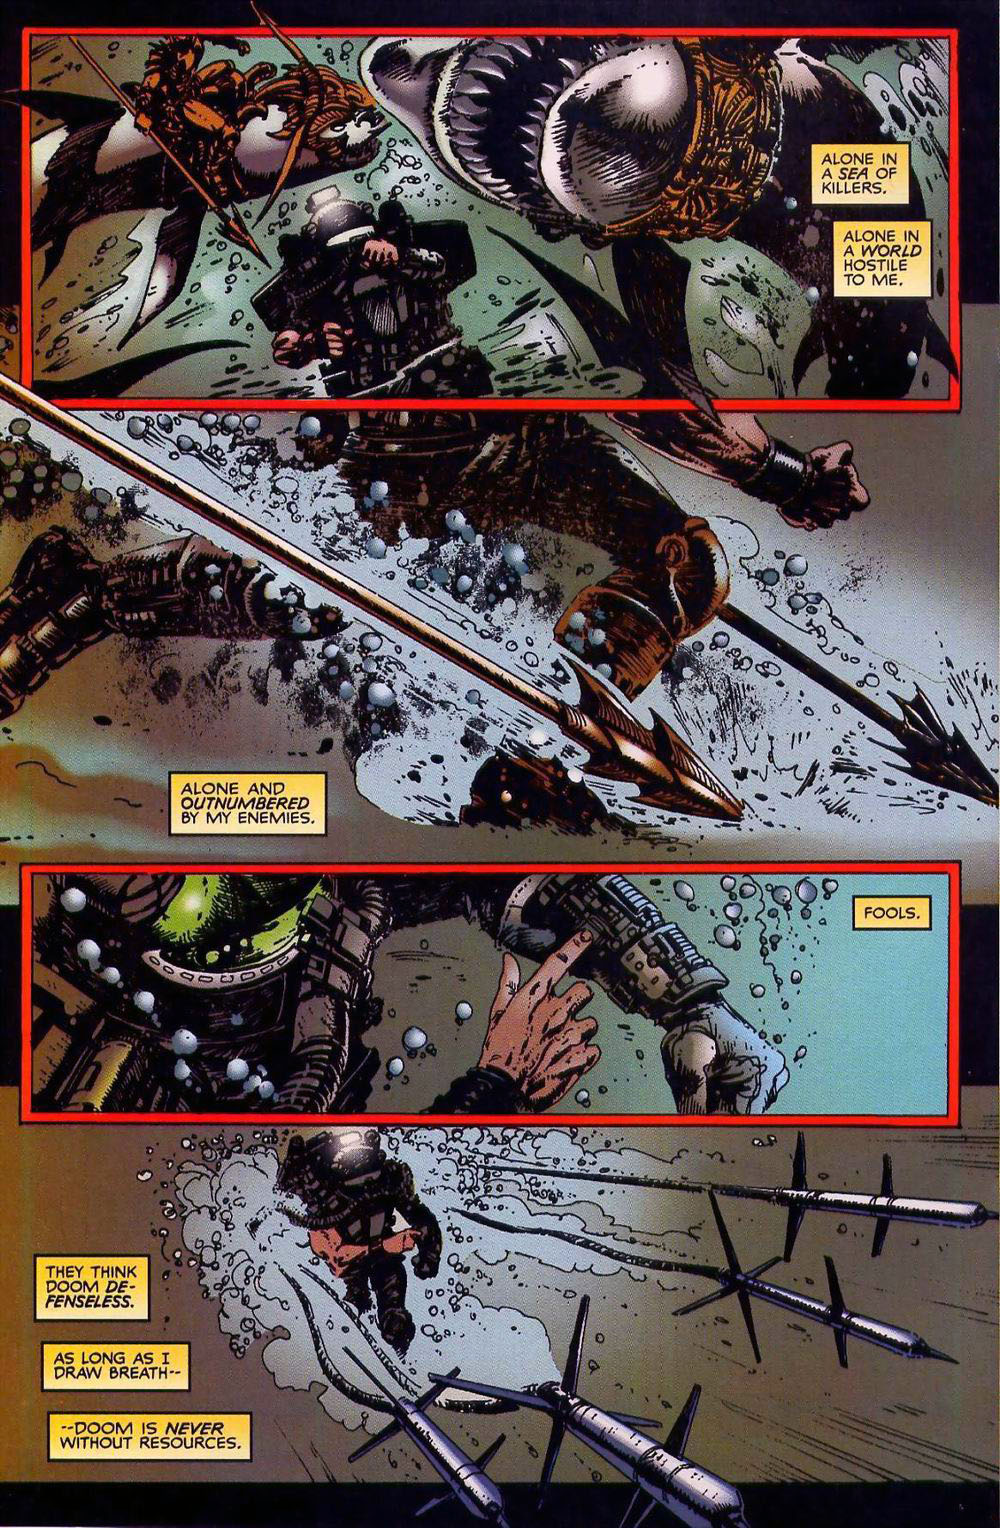 ALONE IN
A SEA OF
KILLERS.
ALONE IN
A WORLD
HOSTILE
TO ME.
ALONE AND
OUTNUMBERED
BY MY ENEMIES.
FOOLS.
THEY THINK
DOOM DE-
FENSELESS.
AS LONG AS I
DRAW BREATH--
--DOOM IS NEVER
WITHOUT RESOURCES.